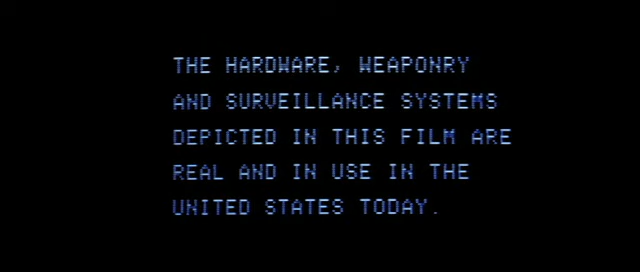 THE HARDWARE, WEAPONRY
AND SURVEILLANCE SYSTEMS
DEPICTED IN THIS FILM ARE
REAL AND IN USE IN THE
UNITED STATES TODAY.